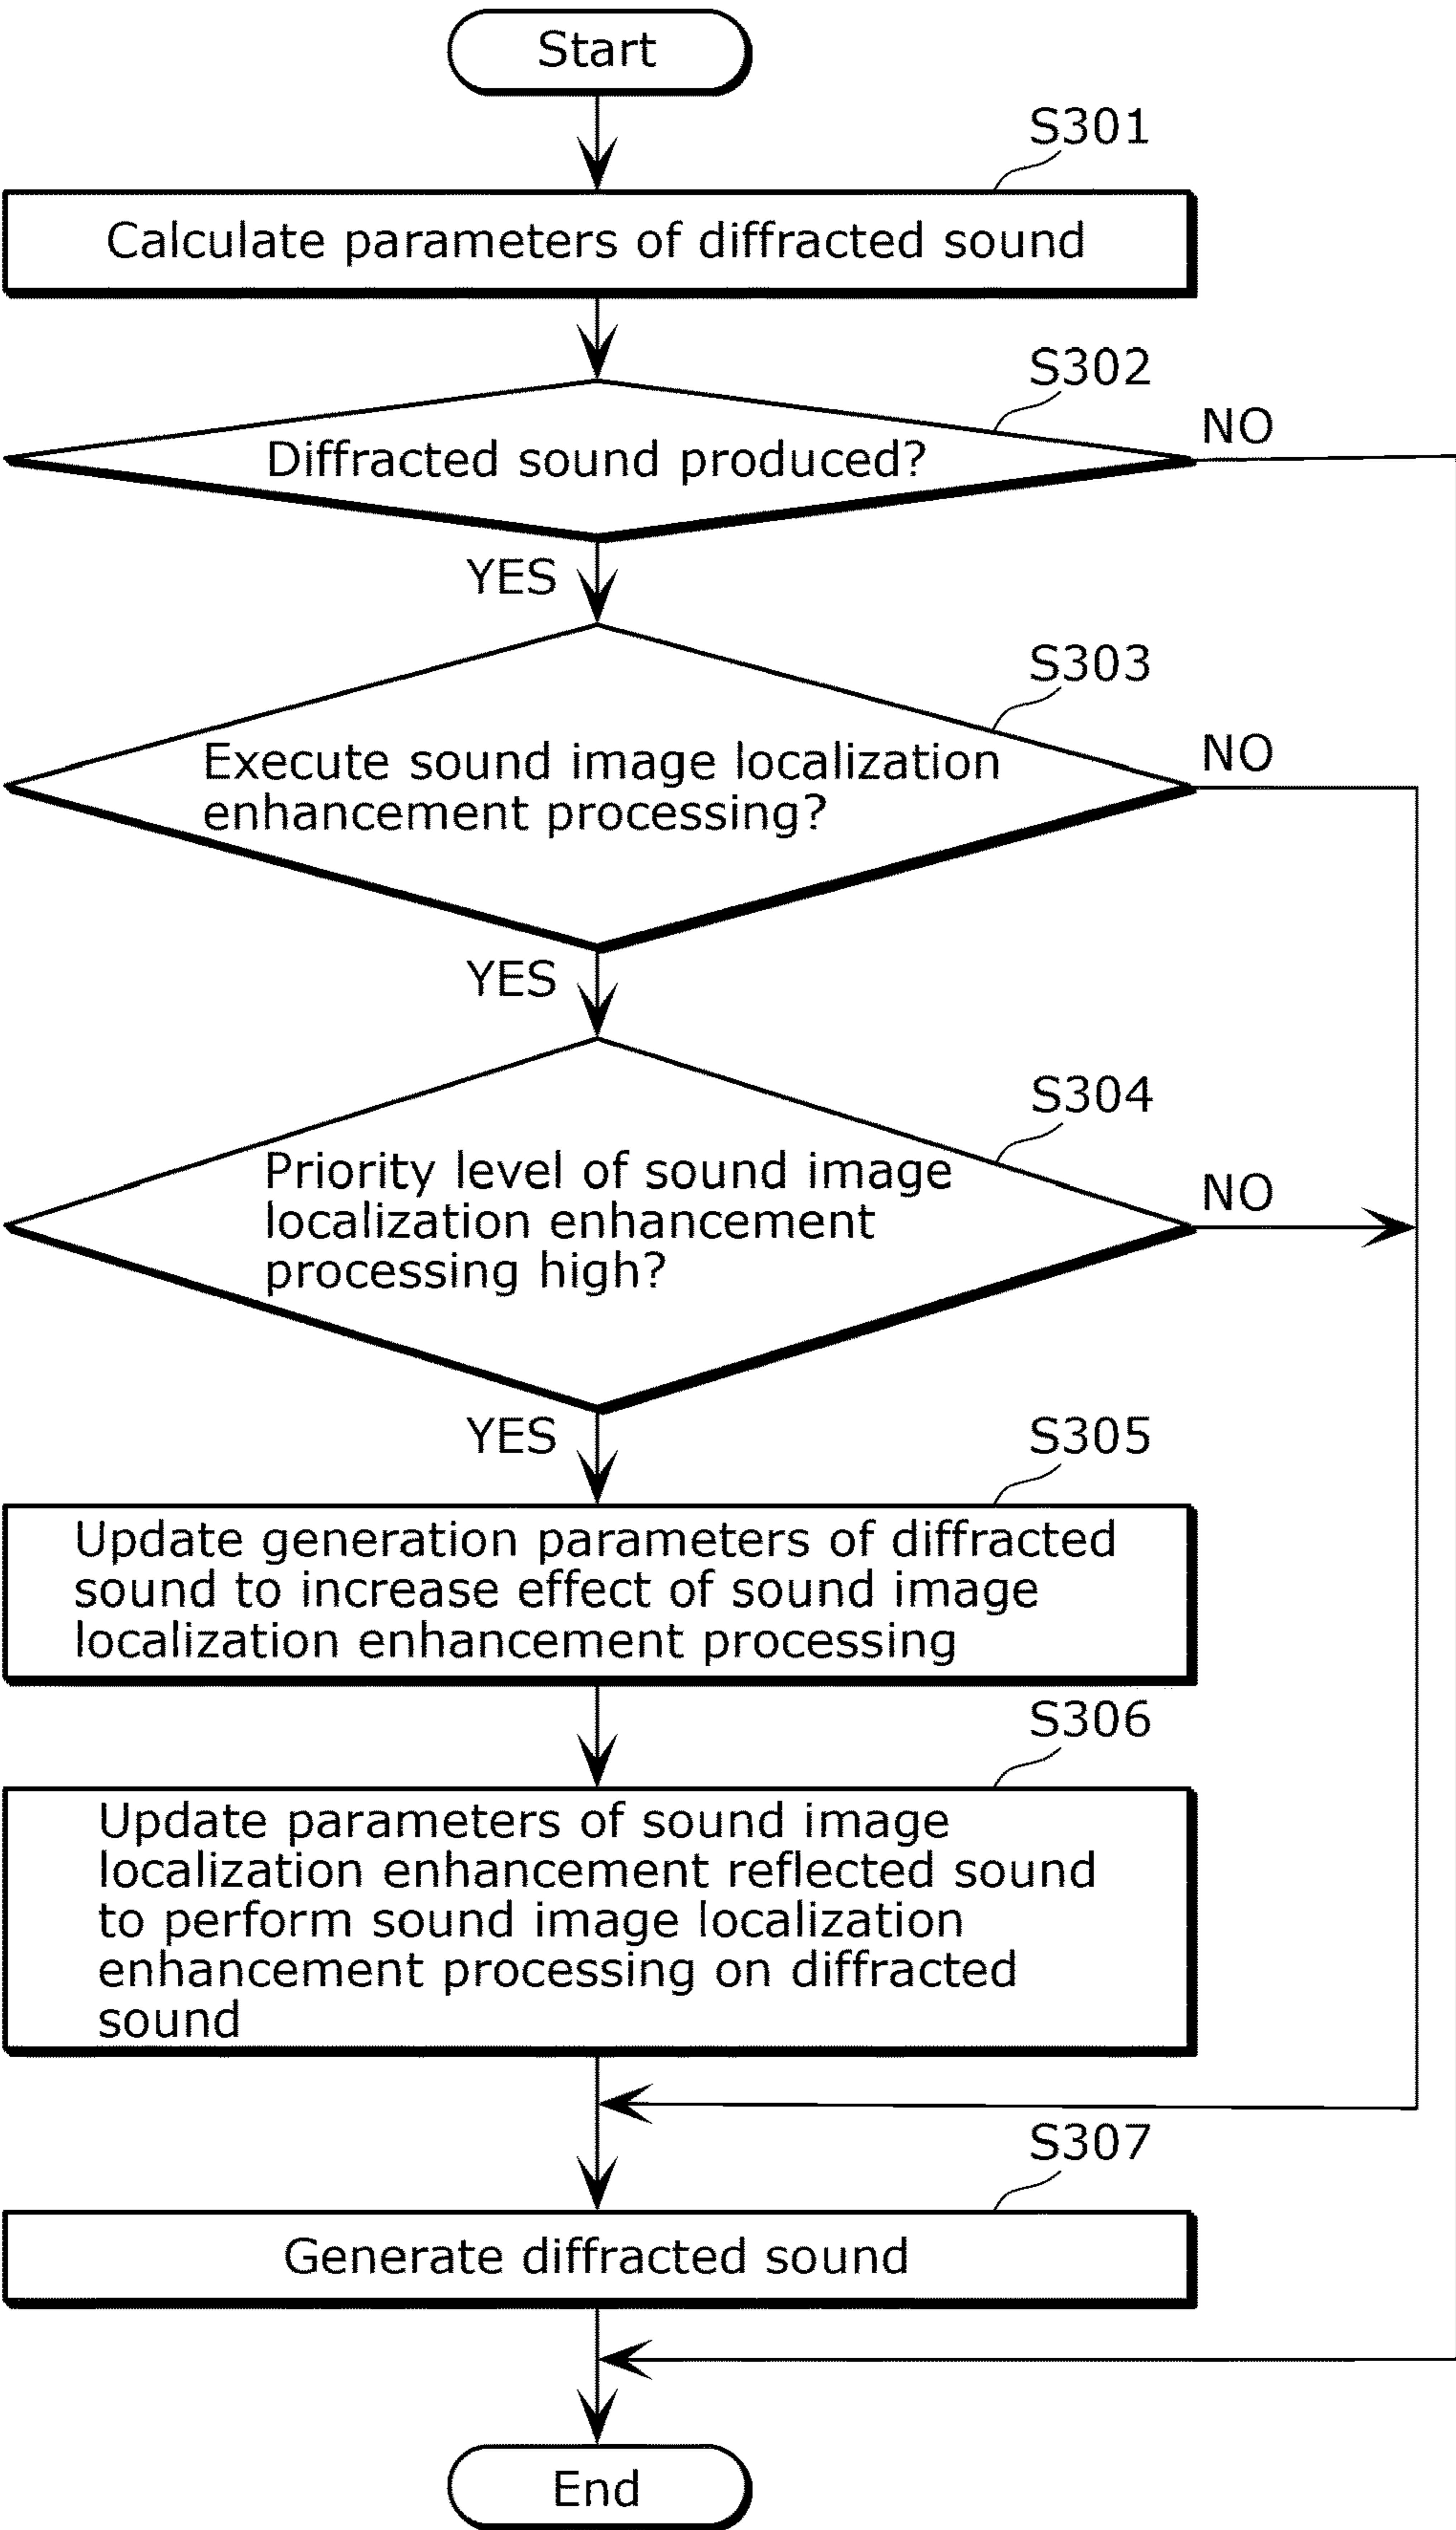 Start
S301
Calculate parameters of diffracted sound
S302
Diffracted sound produced?
NO
YES
S303
Execute sound image localization
enhancement processing?
NO
YES
S304
Priority level of sound image
localization enhancement
processing high?
NO
YES
S305
Update generation parameters of diffracted
sound to increase effect of sound image
localization enhancement processing
S306
Update parameters of sound image
localization enhancement reflected sound
to perform sound image localization
enhancement processing on diffracted
sound
S307
Generate diffracted sound
End